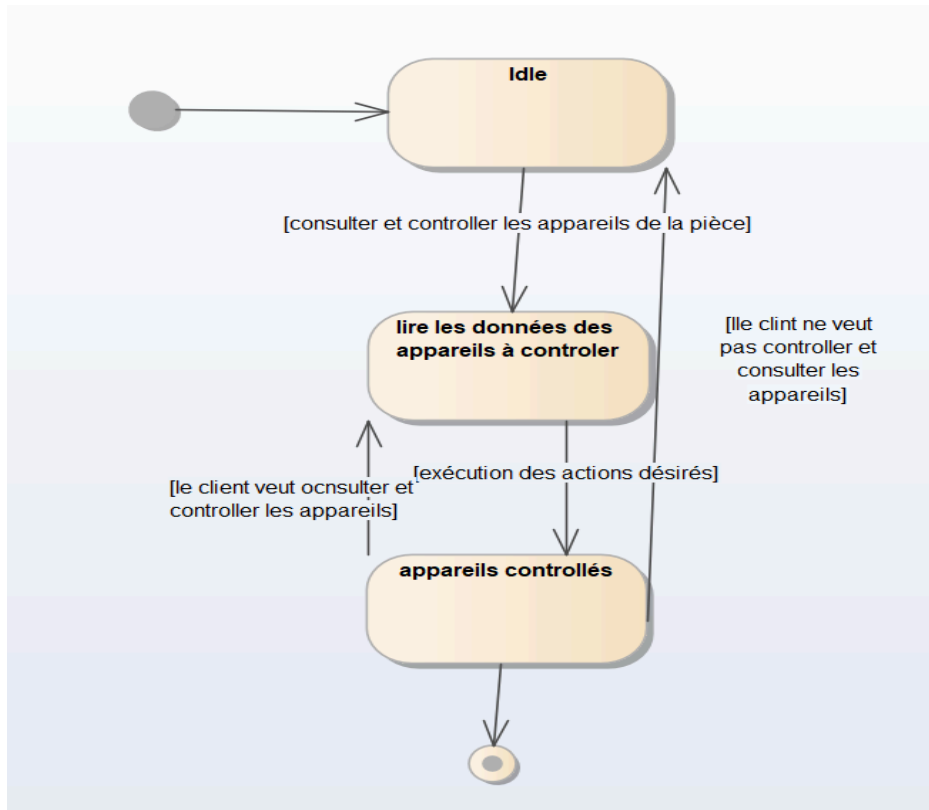 Idle
[consulter et controller les appareils de la pièce]
lire les données des
appareils à controler
[lle clint ne veut
pas controller et
consulter les
appareils]
[exécution des actions désirés]
[le client veut ocnsulter et
controller les appareils]
appareils controllés